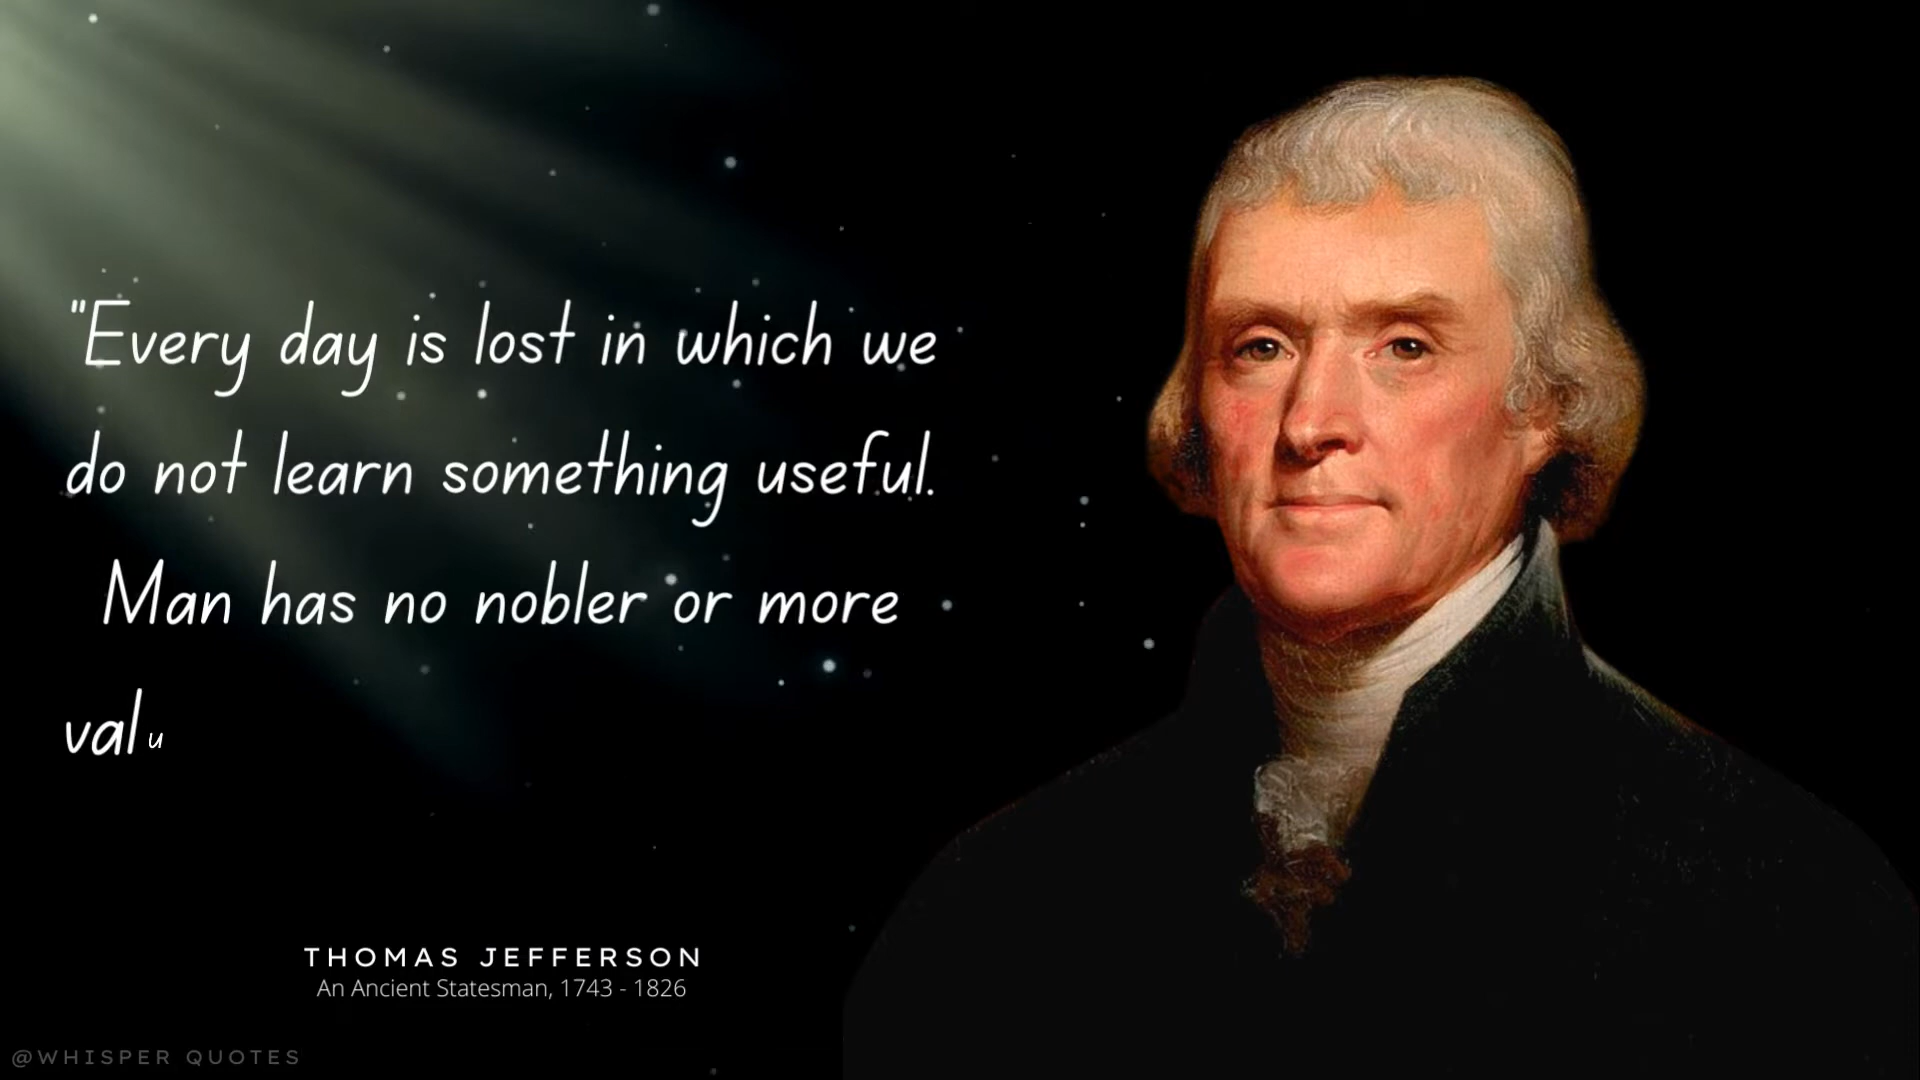 "Every day is lost in which we
do not learn something useful.
Man has no nobler or more
valu
THOMAS JEFFERSON
An Ancient Statesman, 1743 - 1826
@WHISPER QUOTES